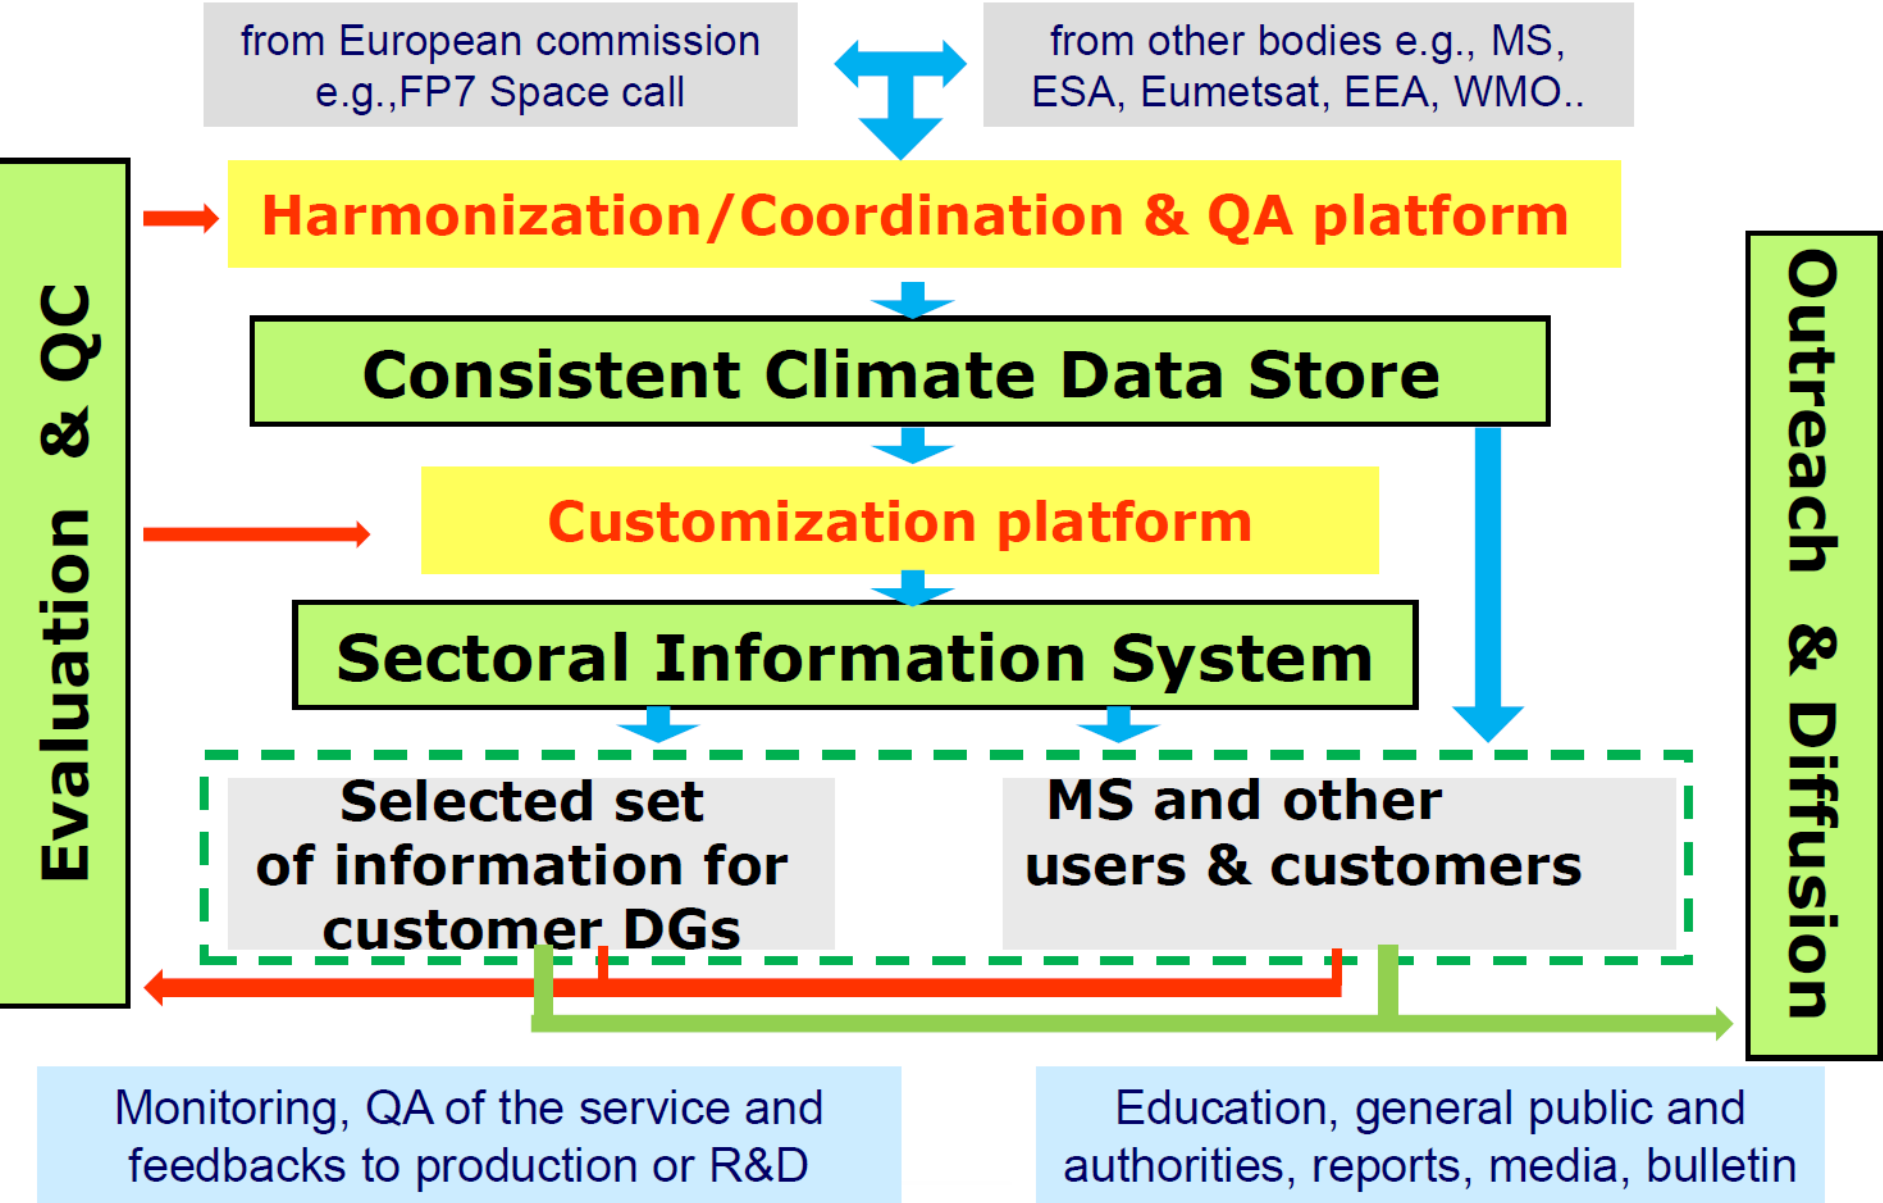 from European commission
e.g.,FP7 Space call
from other bodies e.g., MS,
ESA, Eumetsat, EEA, WMO..
Harmonization/Coordination & QA platform
Consistent Climate Data Store
Customization platform
Sectoral Information System
Selected set
of information for
customer DGs
MS and other
users & customers
Evaluation & QC
Outreach & Diffusion
Monitoring, QA of the service and
feedbacks to production or R&D
Education, general public and
authorities, reports, media, bulletin